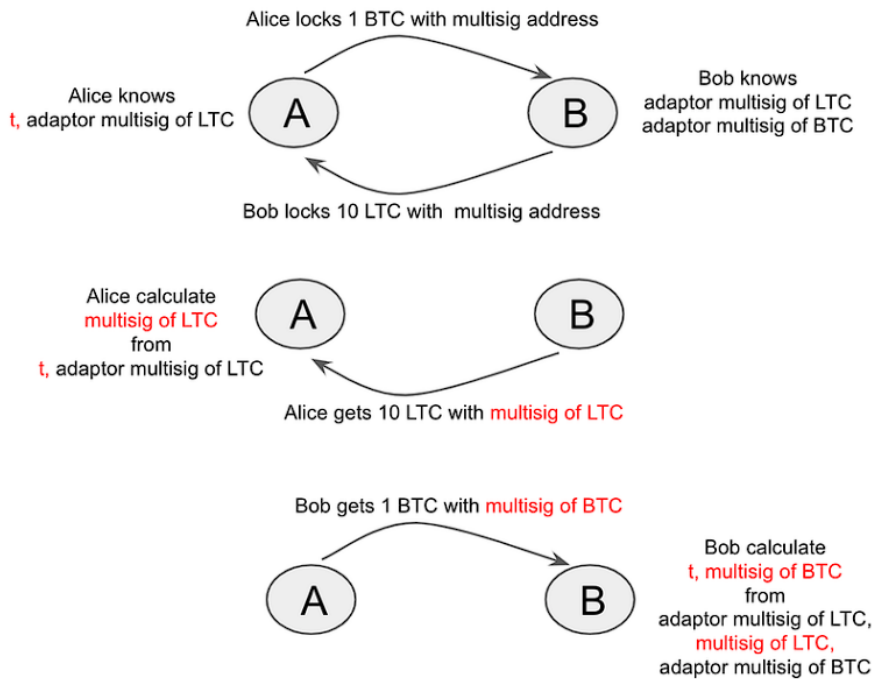 Alice locks 1 BTC with multisig address
Alice knows
t, adaptor multisig of LTC
A
B
Bob knows
adaptor multisig of LTC
adaptor multisig of BTC
Bob locks 10 LTC with multisig address
Alice calculate
multisig of LTC
from
t, adaptor multisig of LTC
A
B
Alice gets 10 LTC with multisig of LTC
Bob gets 1 BTC with multisig of BTC
A
B
Bob calculate
t, multisig of BTC
from
adaptor multisig of LTC,
multisig of LTC,
adaptor multisig of BTC